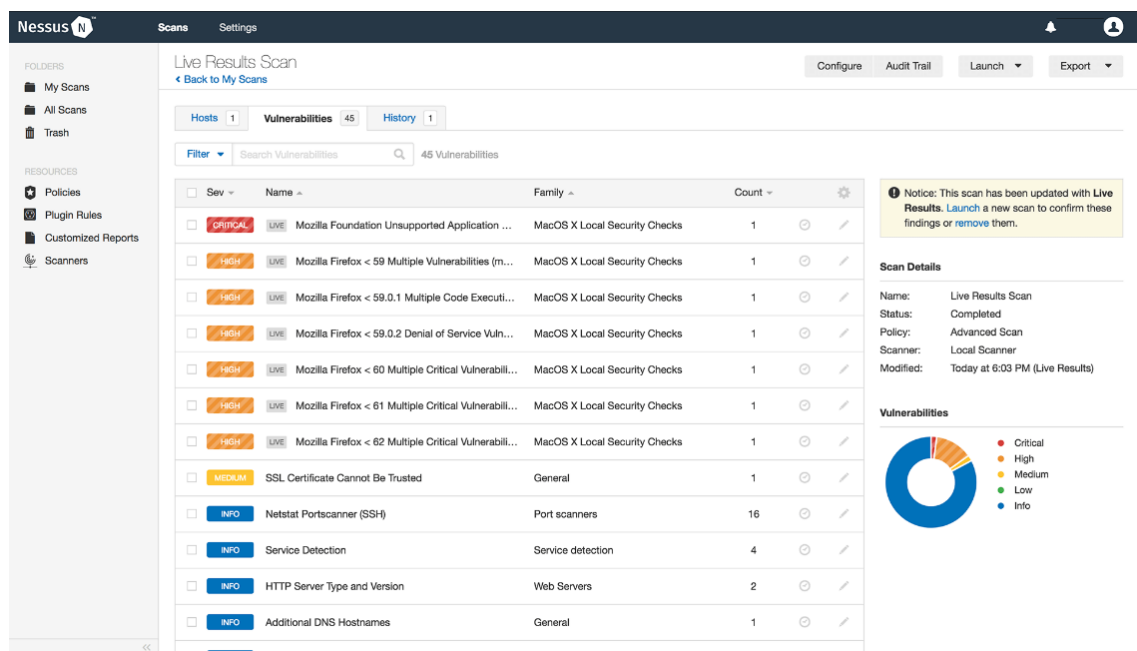 Nessus N
Scans Settings
FOLDERS
My Scans
All Scans
Trash
RESOURCES
Policies
Plugin Rules
Customized Reports
Scanners
Live Results Scan
Back to My Scans
Configure Audit Trail Launch Export
Hosts 1 Vulnerabilities 45 History 1
Filter Search Vulnerabilities 45 Vulnerabilities
Sev Name Family Count
CRITICAL LIVE Mozilla Foundation Unsupported Application ... MacOS X Local Security Checks 1
HIGH LIVE Mozilla Firefox < 59 Multiple Vulnerabilities (m... MacOS X Local Security Checks 1
HIGH LIVE Mozilla Firefox < 59.0.1 Multiple Code Executi... MacOS X Local Security Checks 1
HIGH LIVE Mozilla Firefox < 59.0.2 Denial of Service Vuln... MacOS X Local Security Checks 1
HIGH LIVE Mozilla Firefox < 60 Multiple Critical Vulnerabili... MacOS X Local Security Checks 1
HIGH LIVE Mozilla Firefox < 61 Multiple Critical Vulnerabili... MacOS X Local Security Checks 1
HIGH LIVE Mozilla Firefox < 62 Multiple Critical Vulnerabili... MacOS X Local Security Checks 1
MEDIUM SSL Certificate Cannot Be Trusted General 1
INFO Netstat Portscanner (SSH) Port scanners 16
INFO Service Detection Service detection 4
INFO HTTP Server Type and Version Web Servers 2
INFO Additional DNS Hostnames General 1
Notice: This scan has been updated with Live
Results. Launch a new scan to confirm these
findings or remove them.
Scan Details
Name: Live Results Scan
Status: Completed
Policy: Advanced Scan
Scanner: Local Scanner
Modified: Today at 6:03 PM (Live Results)
Vulnerabilities
Critical
High
Medium
Low
Info